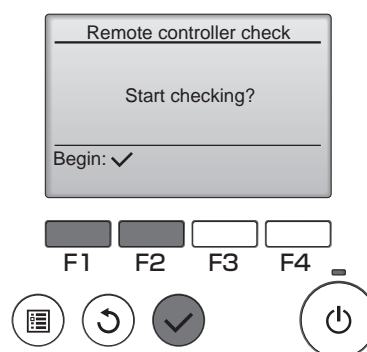 Remote controller check
Start checking?
Begin: ✓
F1 F2 F3 F4